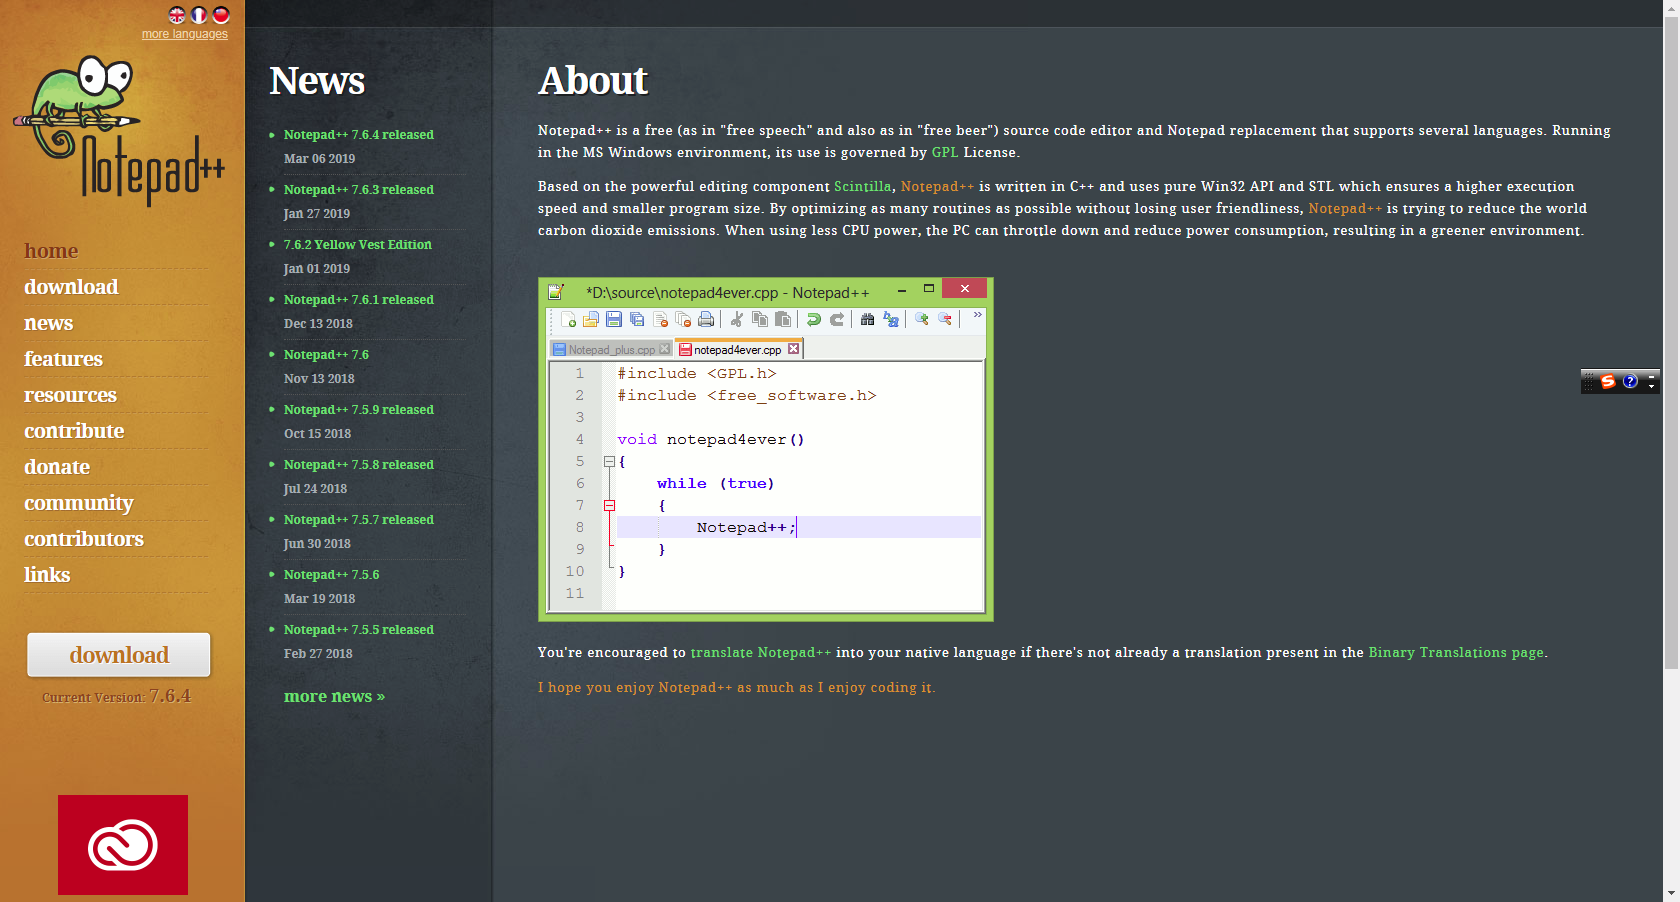 more languages
Notepad++
home
download
news
features
resources
contribute
donate
community
contributors
links
download
Current Version: 7.6.4
News
Notepad++ 7.6.4 released
Mar 06 2019
Notepad++ 7.6.3 released
Jan 27 2019
7.6.2 Yellow Vest Edition
Jan 01 2019
Notepad++ 7.6.1 released
Dec 13 2018
Notepad++ 7.6
Nov 13 2018
Notepad++ 7.5.9 released
Oct 15 2018
Notepad++ 7.5.8 released
Jul 24 2018
Notepad++ 7.5.7 released
Jun 30 2018
Notepad++ 7.5.6
Mar 19 2018
Notepad++ 7.5.5 released
Feb 27 2018
more news »
About
Notepad++ is a free (as in "free speech" and also as in "free beer") source code editor and Notepad replacement that supports several languages. Running
in the MS Windows environment, its use is governed by GPL License.
Based on the powerful editing component Scintilla, Notepad++ is written in C++ and uses pure Win32 API and STL which ensures a higher execution
speed and smaller program size. By optimizing as many routines as possible without losing user friendliness, Notepad++ is trying to reduce the world
carbon dioxide emissions. When using less CPU power, the PC can throttle down and reduce power consumption, resulting in a greener environment.
*D:\source\notepad4ever.cpp - Notepad++
Notepad_plus.cpp
notepad4ever.cpp
1 #include <GPL.h>
2 #include <free_software.h>
3
4 void notepad4ever()
5 {
6 while (true)
7 {
8 Notepad++;
9 }
10 }
11
You're encouraged to translate Notepad++ into your native language if there's not already a translation present in the Binary Translations page.
I hope you enjoy Notepad++ as much as I enjoy coding it.